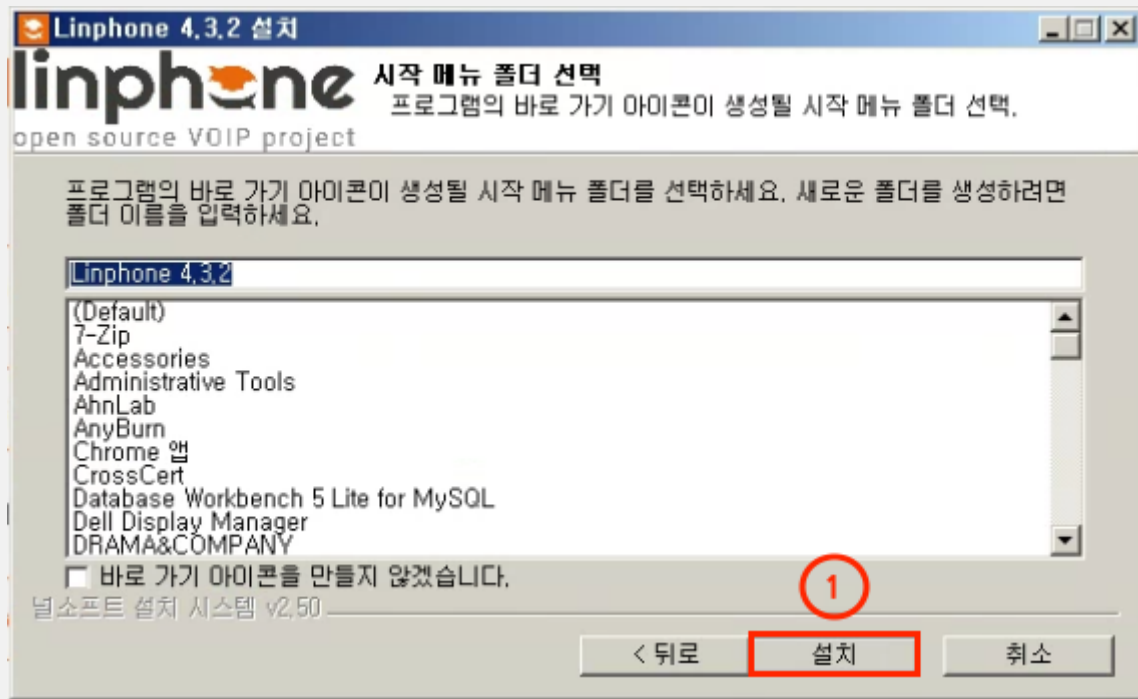 Linphone 4.3.2 설치
linphone
open source VOIP project
시작 메뉴 폴더 선택
프로그램의 바로 가기 아이콘이 생성될 시작 메뉴 폴더 선택.
프로그램의 바로 가기 아이콘이 생성될 시작 메뉴 폴더를 선택하세요. 새로운 폴더를 생성하려면
폴더 이름을 입력하세요.
Linphone 4.3.2
(Default)
7-Zip
Accessories
Administrative Tools
AhnLab
AnyBurn
Chrome 앱
CrossCert
Database Workbench 5 Lite for MySQL
Dell Display Manager
DRAMA&COMPANY
바로 가기 아이콘을 만들지 않겠습니다.
널소프트 설치 시스템 v2.50
1
< 뒤로
설치
취소